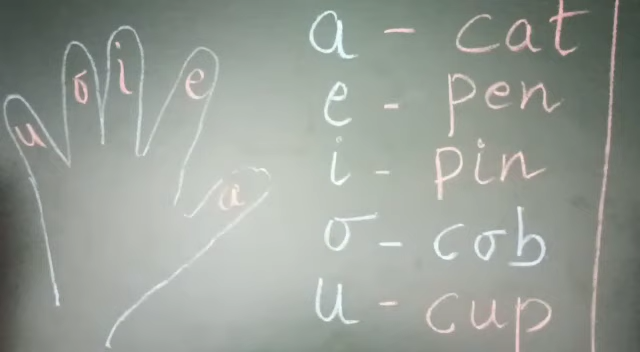 u o i e a
a - cat
e - pen
i - pin
o - cob
u - cup